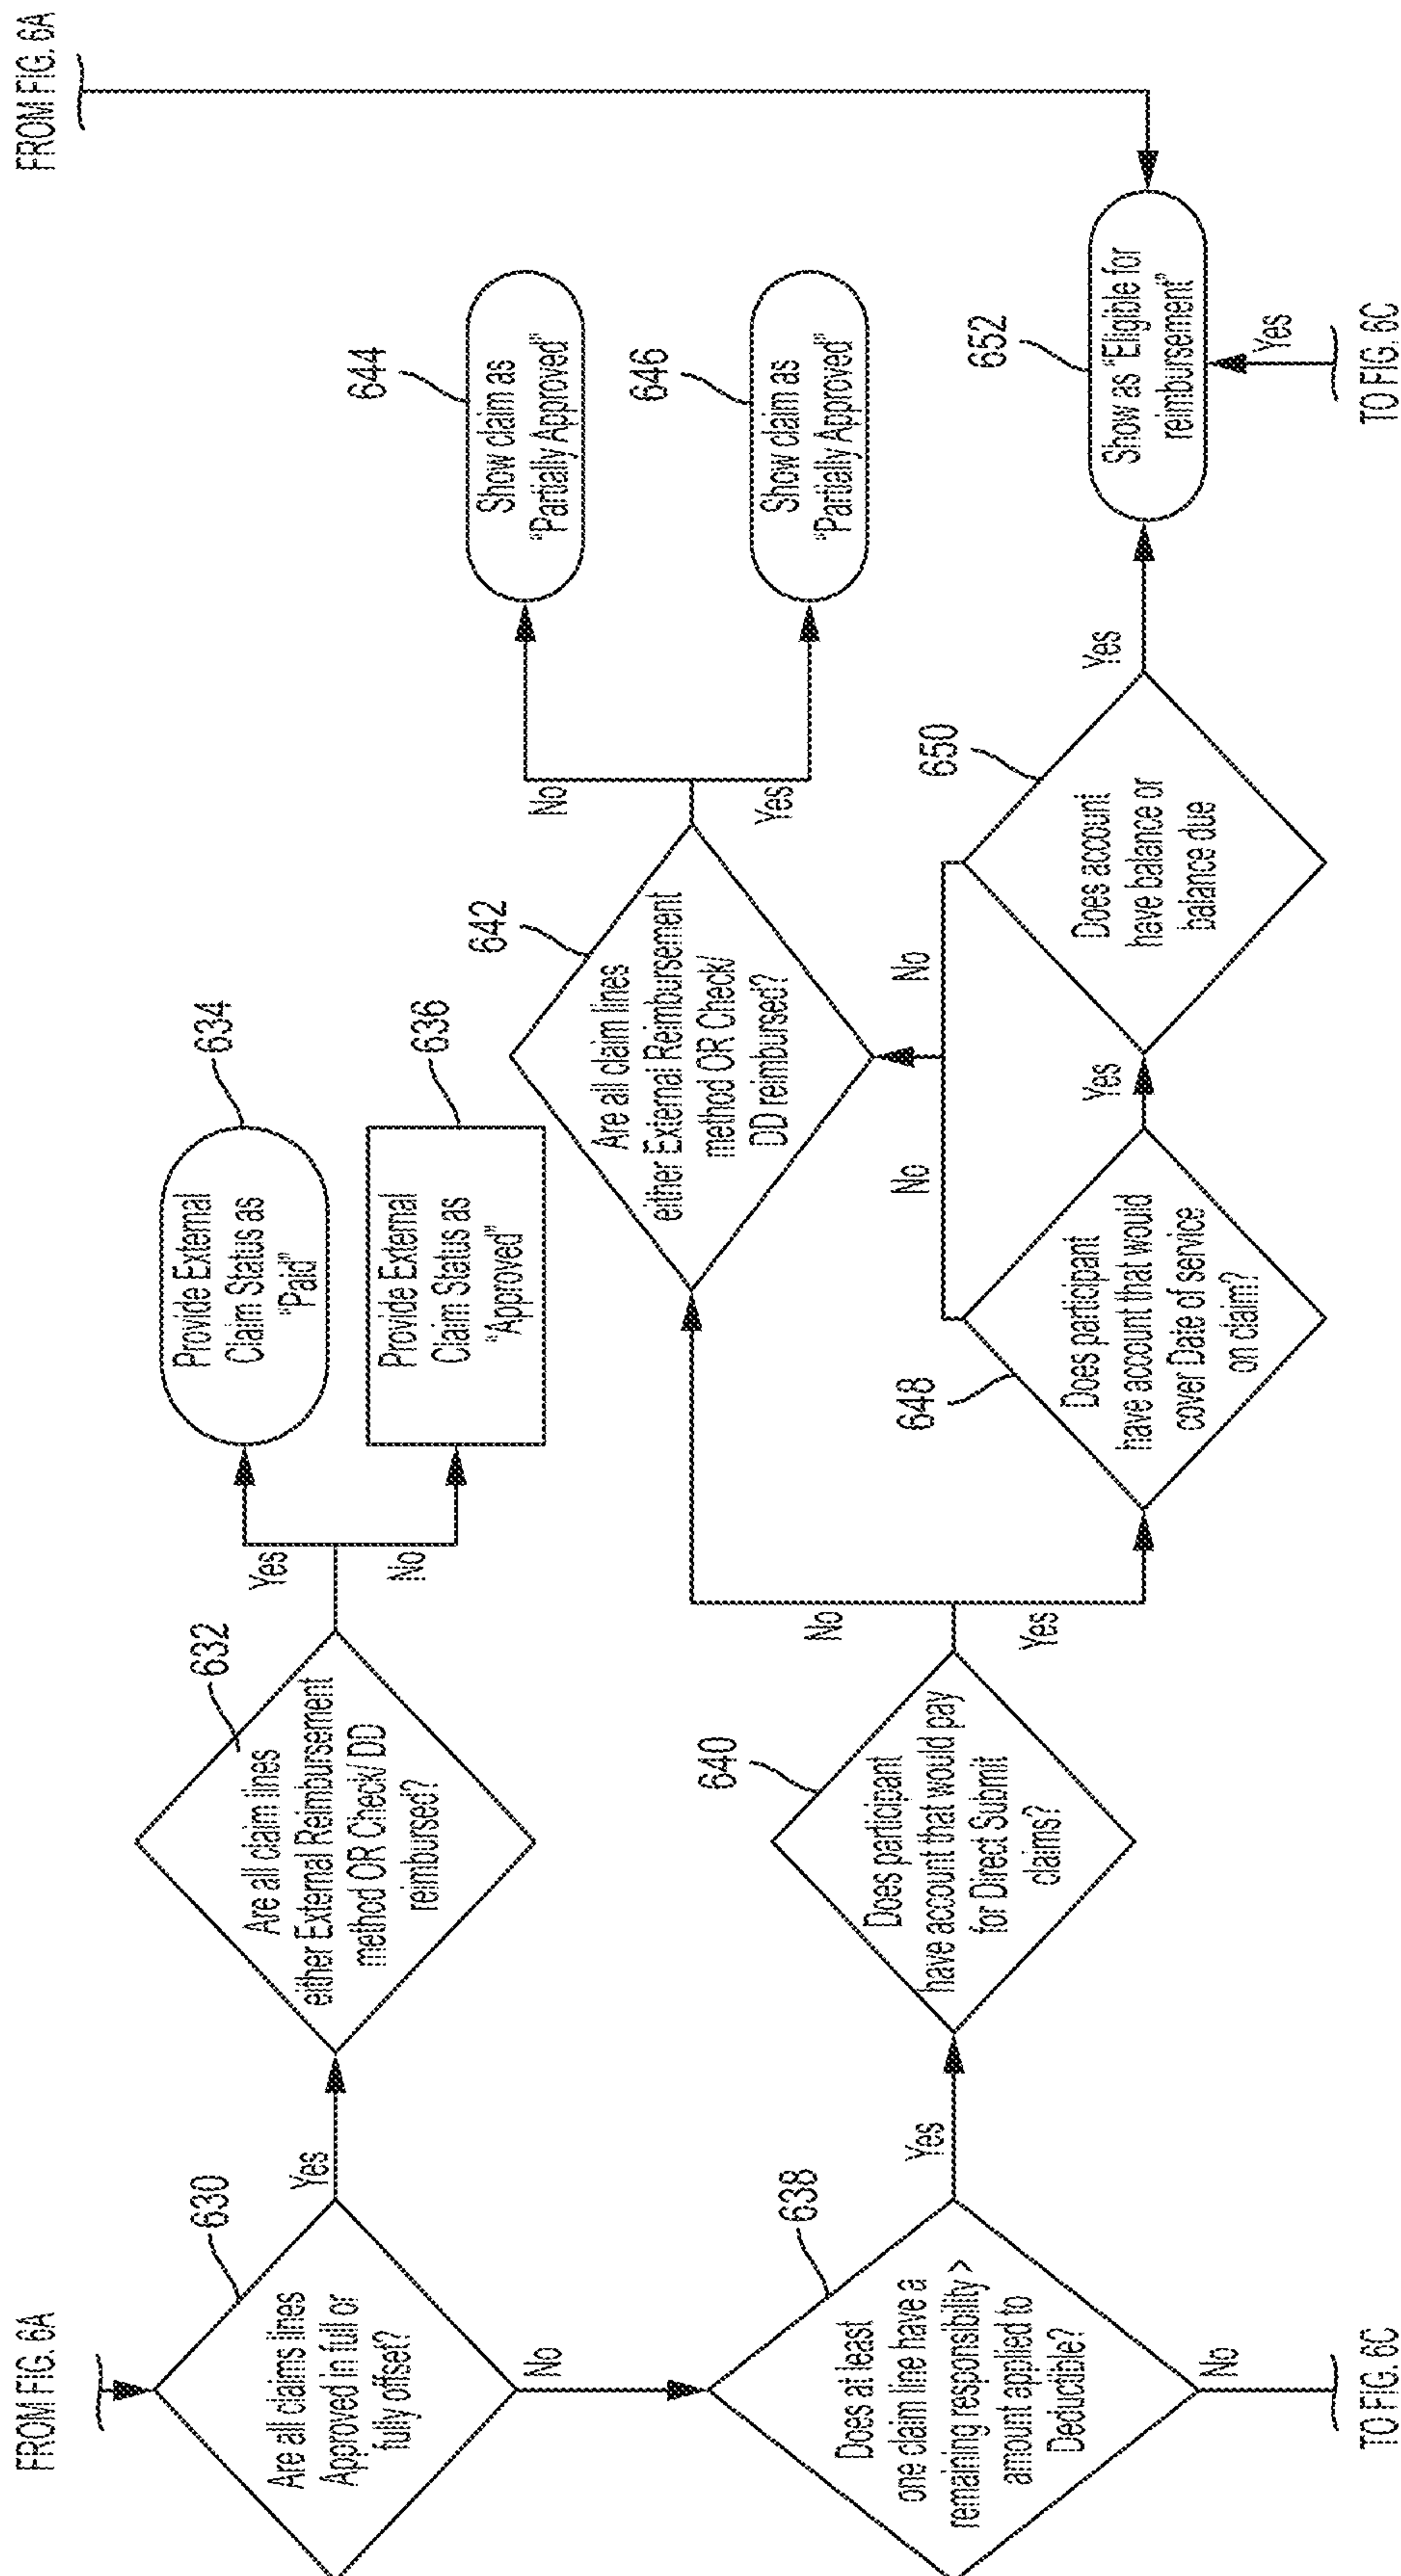 FROM FIG. 6A
FROM FIG. 6A
630
Are all claims lines
Approved in full or
fully offset?
Yes
No
632
Are all claim lines
either External Reimbursement
method OR Check/ DD
reimbursed?
Yes
No
634
Provide External
Claim Status as
"Paid"
636
Provide External
Claim Status as
"Approved"
638
Does at least
one claim line have a
remaining responsibility >
amount applied to
Deducible?
Yes
No
640
Does participant
have account that would pay
for Direct Submit
claims?
No
Yes
642
Are all claim lines
either External Reimbursement
method OR Check/
DD reimbursed?
No
Yes
644
Show claim as
"Partially Approved"
646
Show claim as
"Partially Approved"
648
Does participant
have account that would
cover Date of service
on claim?
No
Yes
650
Does account
have balance or
balance due
No
Yes
652
Show as "Eligible for
reimbursement"
Yes
TO FIG. 6C
TO FIG. 6C